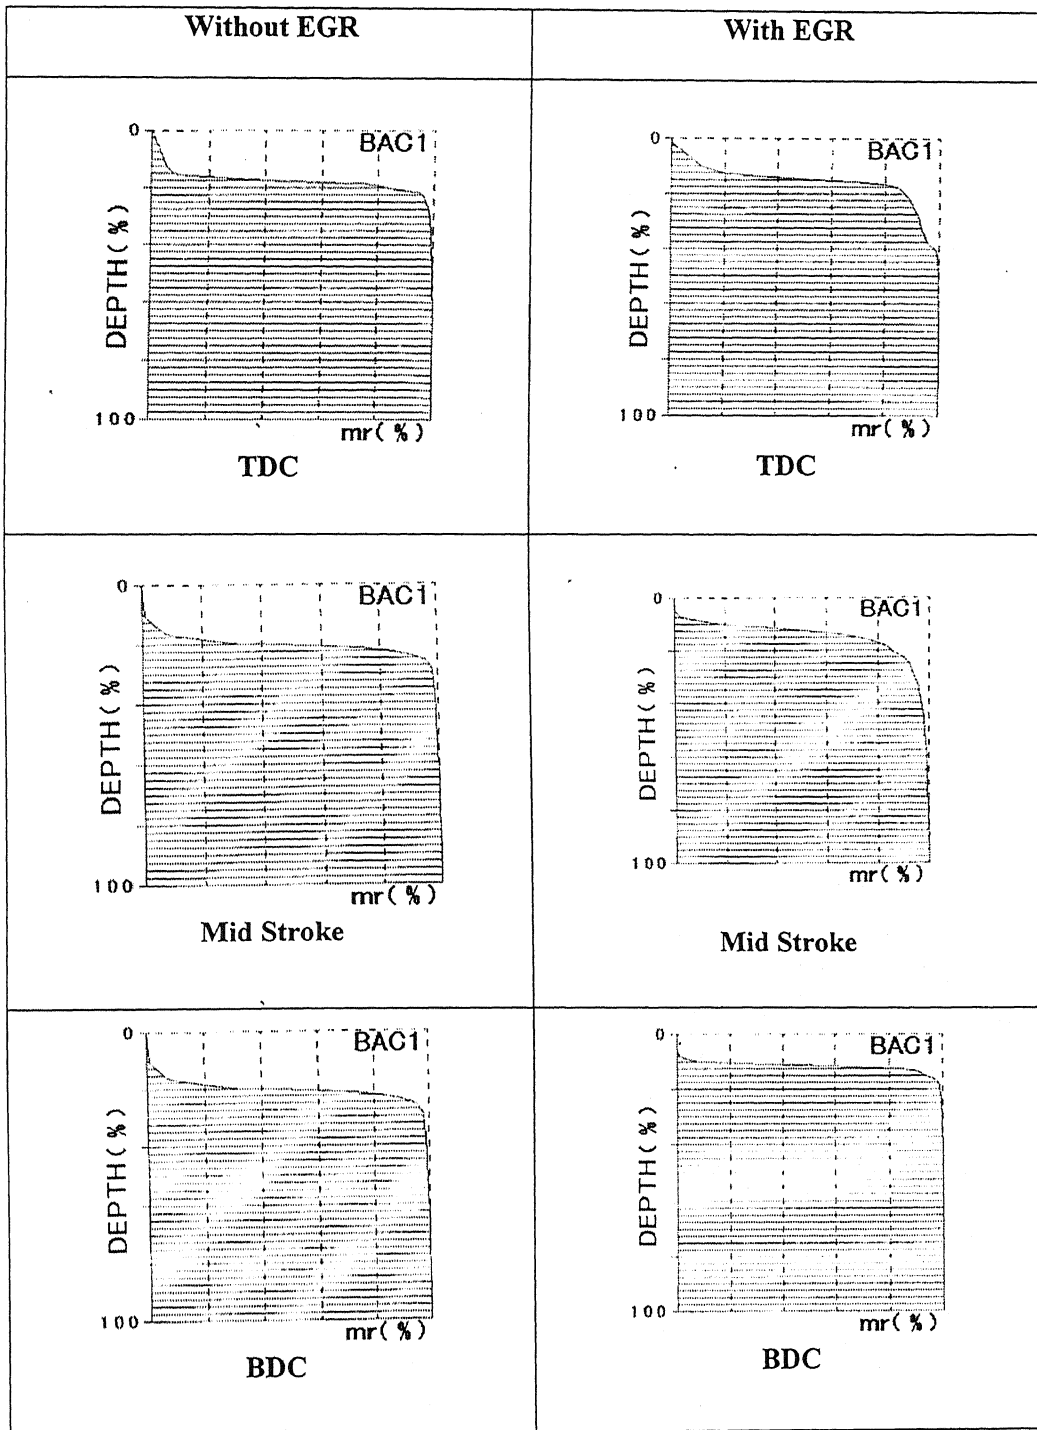 Without EGR
With EGR
0
BAC1
DEPTH(%)
100
mr(%)
TDC
0
BAC1
DEPTH(%)
100
mr(%)
TDC
0
BAC1
DEPTH(%)
100
mr(%)
Mid Stroke
0
BAC1
DEPTH(%)
100
mr(%)
Mid Stroke
0
BAC1
DEPTH(%)
100
mr(%)
BDC
0
BAC1
DEPTH(%)
100
mr(%)
BDC